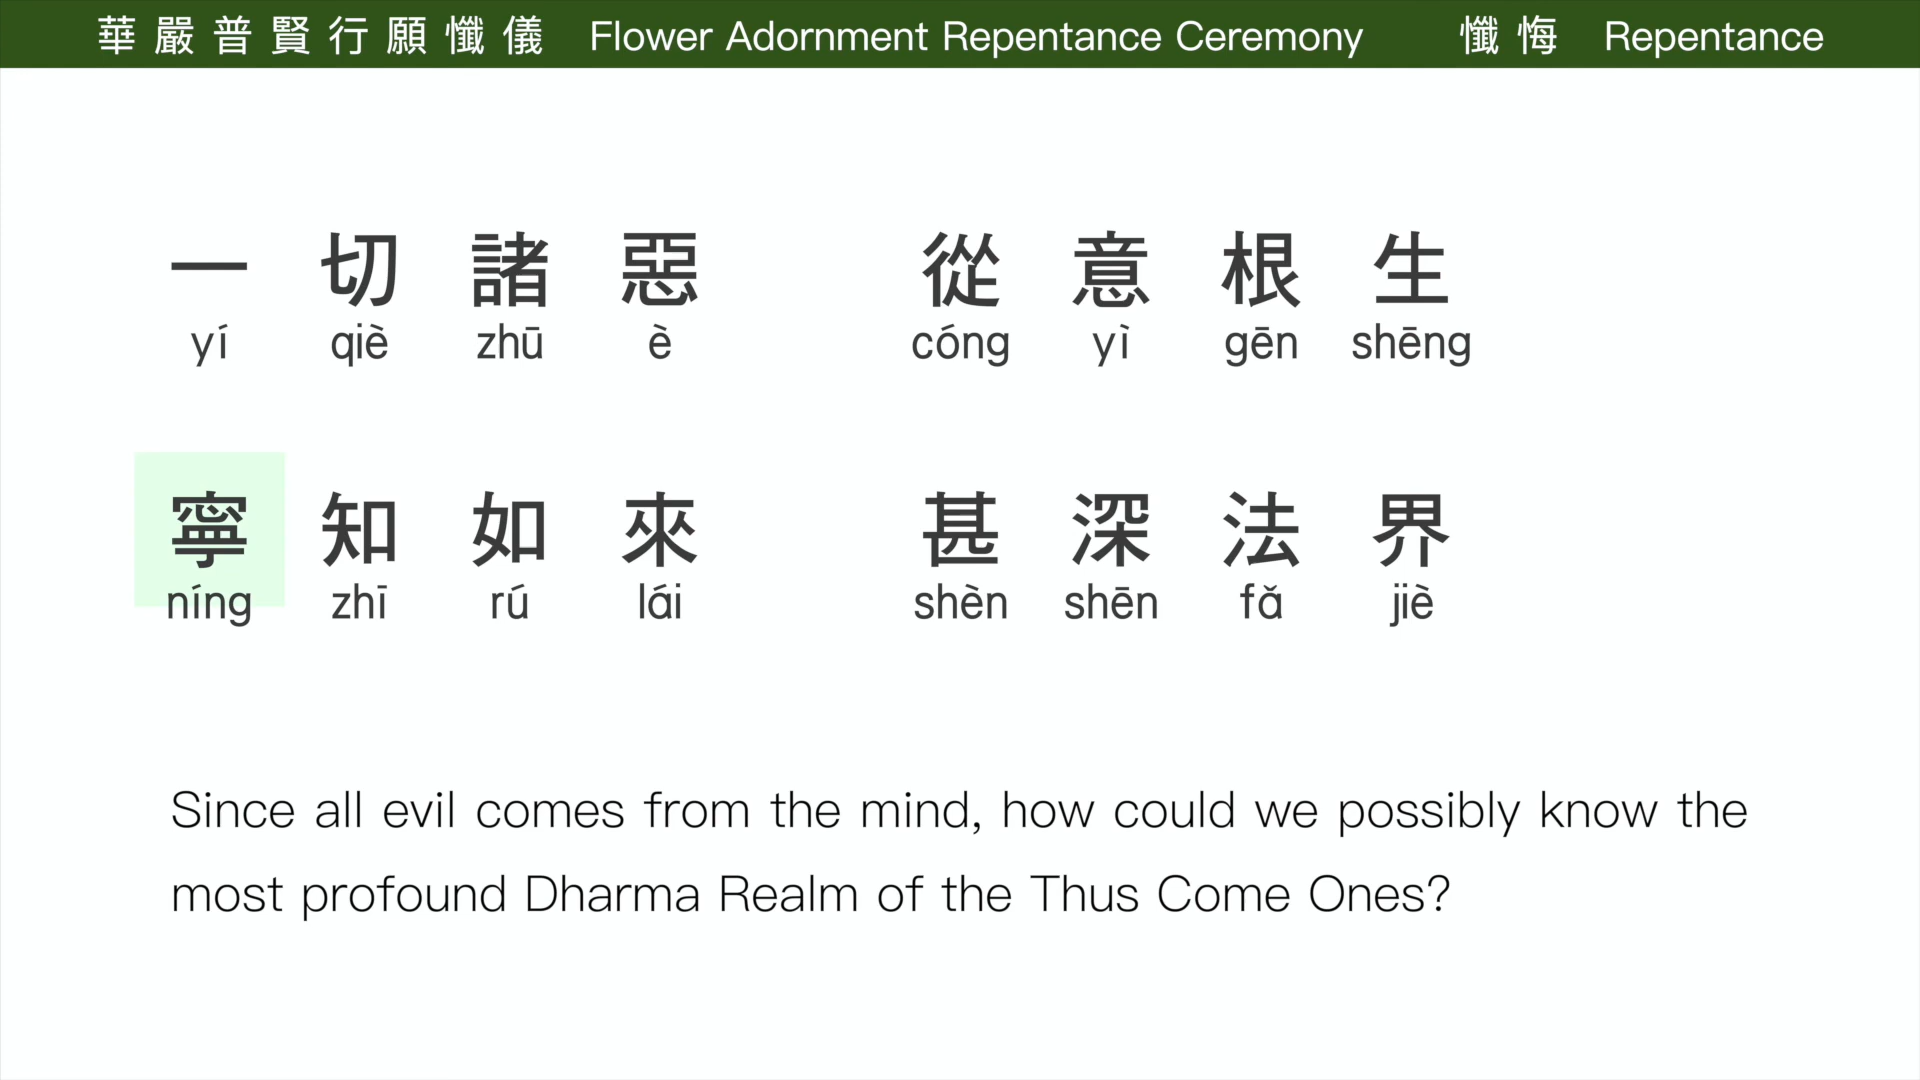 華嚴普賢行願懺儀 Flower Adornment Repentance Ceremony 懺悔 Repentance
一切諸惡 從意根生
yí qiè zhū è cóng yì gēn shēng
寧知如來 甚深法界
níng zhī rú lái shèn shēn fǎ jiè
Since all evil comes from the mind, how could we possibly know the
most profound Dharma Realm of the Thus Come Ones?